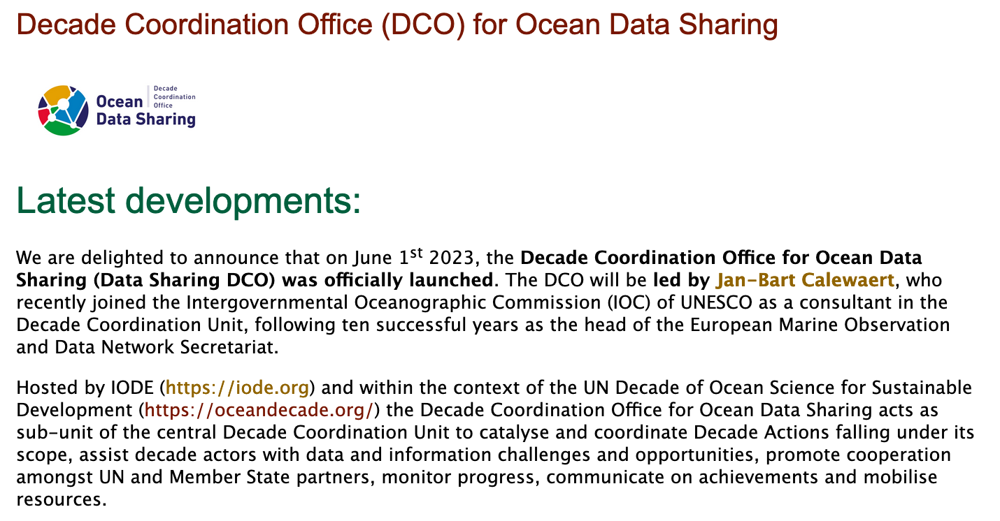 Decade Coordination Office (DCO) for Ocean Data Sharing
Ocean
Data Sharing
Decade
Coordination
Office
Latest developments:
We are delighted to announce that on June 1st 2023, the Decade Coordination Office for Ocean Data
Sharing (Data Sharing DCO) was officially launched. The DCO will be led by Jan-Bart Calewaert, who
recently joined the Intergovernmental Oceanographic Commission (IOC) of UNESCO as a consultant in the
Decade Coordination Unit, following ten successful years as the head of the European Marine Observation
and Data Network Secretariat.
Hosted by IODE (https://iode.org) and within the context of the UN Decade of Ocean Science for Sustainable
Development (https://oceandecade.org/) the Decade Coordination Office for Ocean Data Sharing acts as
sub-unit of the central Decade Coordination Unit to catalyse and coordinate Decade Actions falling under its
scope, assist decade actors with data and information challenges and opportunities, promote cooperation
amongst UN and Member State partners, monitor progress, communicate on achievements and mobilise
resources.